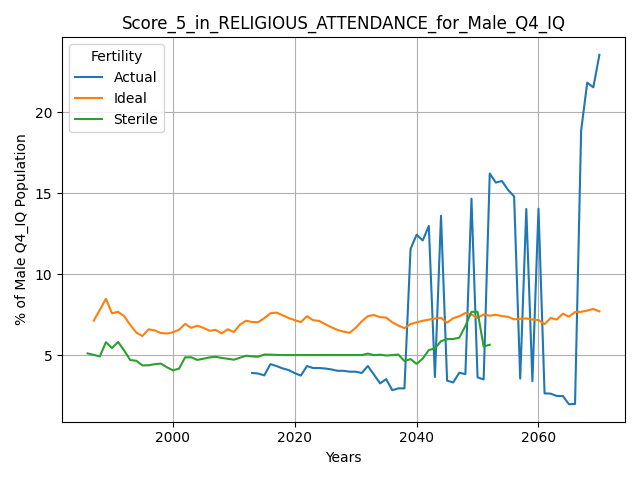 Score_5_in_RELIGIOUS_ATTENDANCE_for_Male_Q4_IQ
Fertility
Actual
Ideal
Sterile
% of Male Q4_IQ Population
20
15
10
5
2000
2020
2040
2060
Years